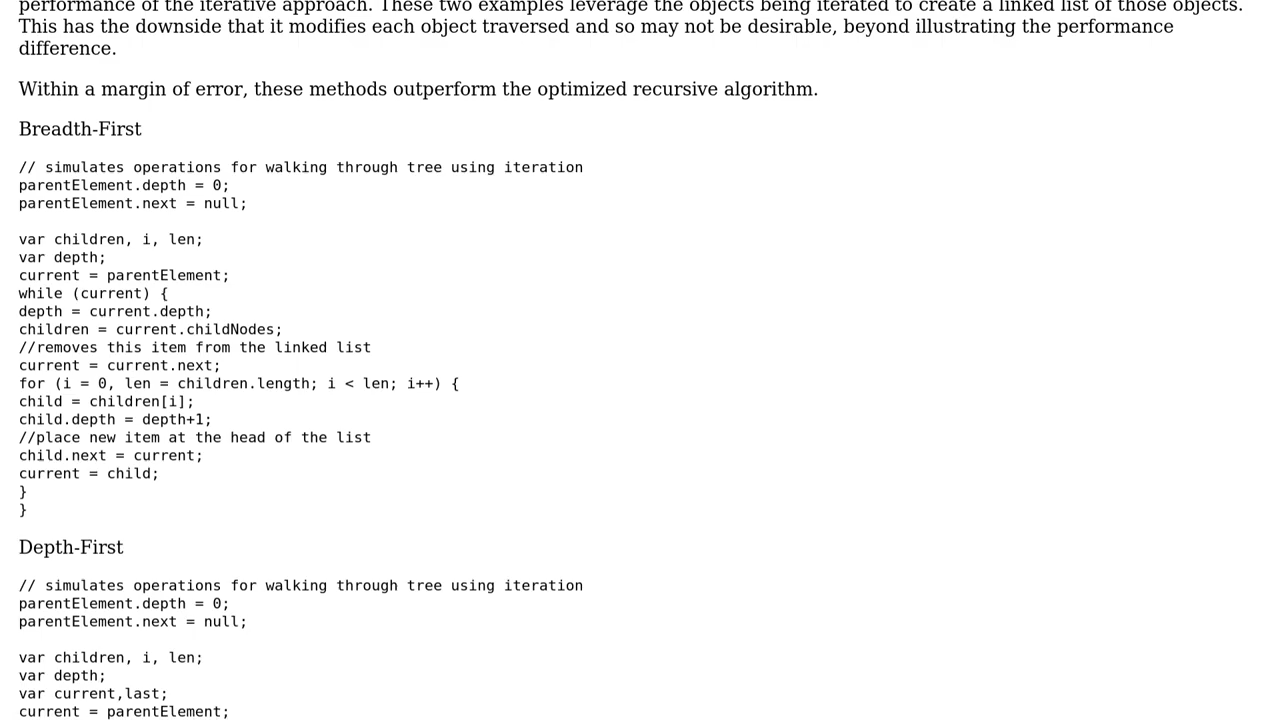 performance of the iterative approach. These two examples leverage the objects being iterated to create a linked list of those objects.
This has the downside that it modifies each object traversed and so may not be desirable, beyond illustrating the performance
difference.
Within a margin of error, these methods outperform the optimized recursive algorithm.
Breadth-First
// simulates operations for walking through tree using iteration
parentElement.depth = 0;
parentElement.next = null;
var children, i, len;
var depth;
current = parentElement;
while (current) {
depth = current.depth;
children = current.childNodes;
//removes this item from the linked list
current = current.next;
for (i = 0, len = children.length; i < len; i++) {
child = children[i];
child.depth = depth+1;
//place new item at the head of the list
child.next = current;
current = child;
}
}
Depth-First
// simulates operations for walking through tree using iteration
parentElement.depth = 0;
parentElement.next = null;
var children, i, len;
var depth;
var current,last;
current = parentElement;